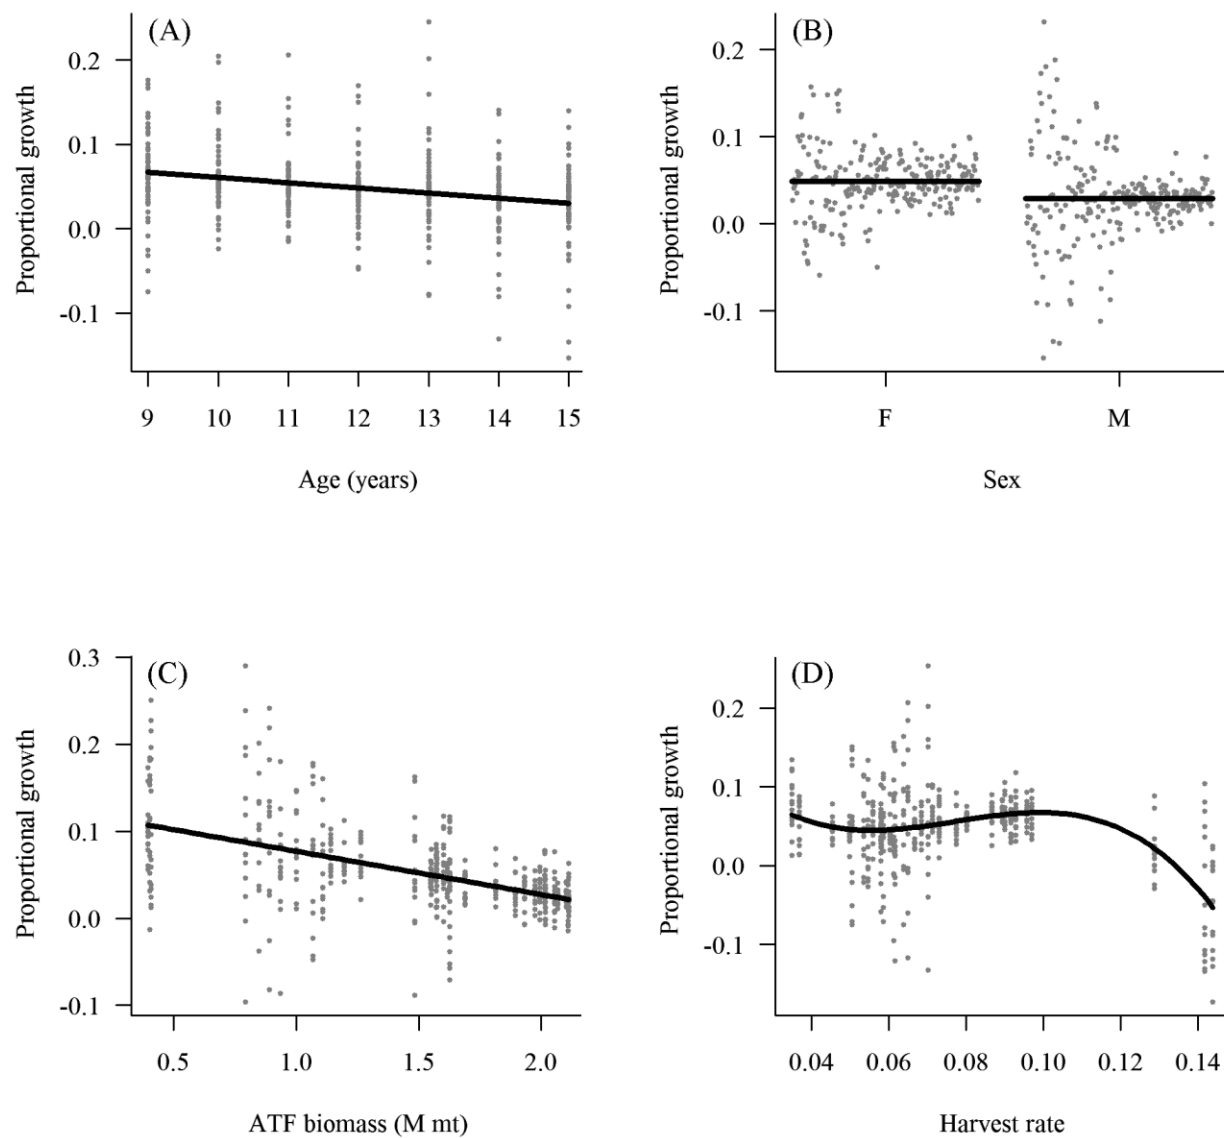 (A)
Proportional growth
0.2
0.1
0.0
-0.1
9 10 11 12 13 14 15
Age (years)
(B)
Proportional growth
0.2
0.1
0.0
-0.1
F M
Sex
(C)
Proportional growth
0.3
0.2
0.1
0.0
-0.1
0.5 1.0 1.5 2.0
ATF biomass (M mt)
(D)
Proportional growth
0.2
0.1
0.0
-0.1
0.04 0.06 0.08 0.10 0.12 0.14
Harvest rate